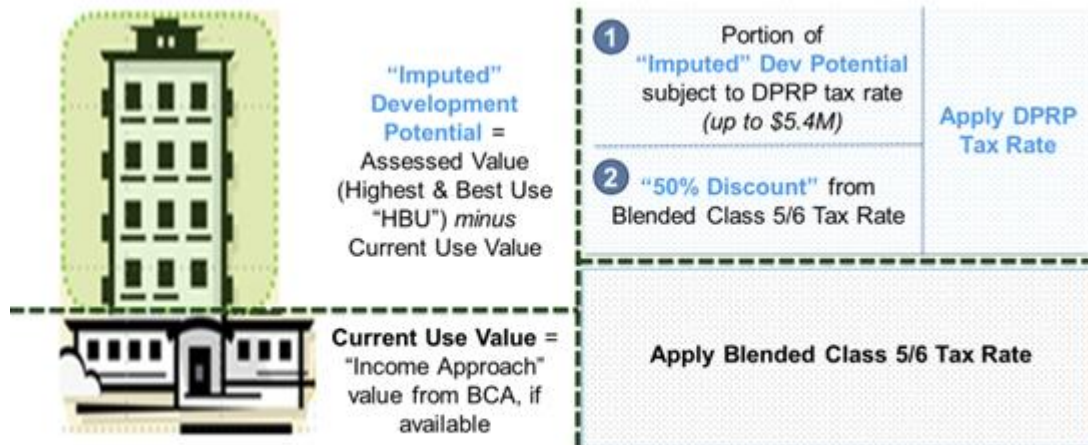 “Imputed”
Development
Potential =
Assessed Value
(Highest & Best Use
“HBU”) minus
Current Use Value
Current Use Value =
“Income Approach”
value from BCA, if
available
1
Portion of
“Imputed” Dev Potential
subject to DPRP tax rate
(up to $5.4M)
2
“50% Discount” from
Blended Class 5/6 Tax Rate
Apply DPRP
Tax Rate
Apply Blended Class 5/6 Tax Rate